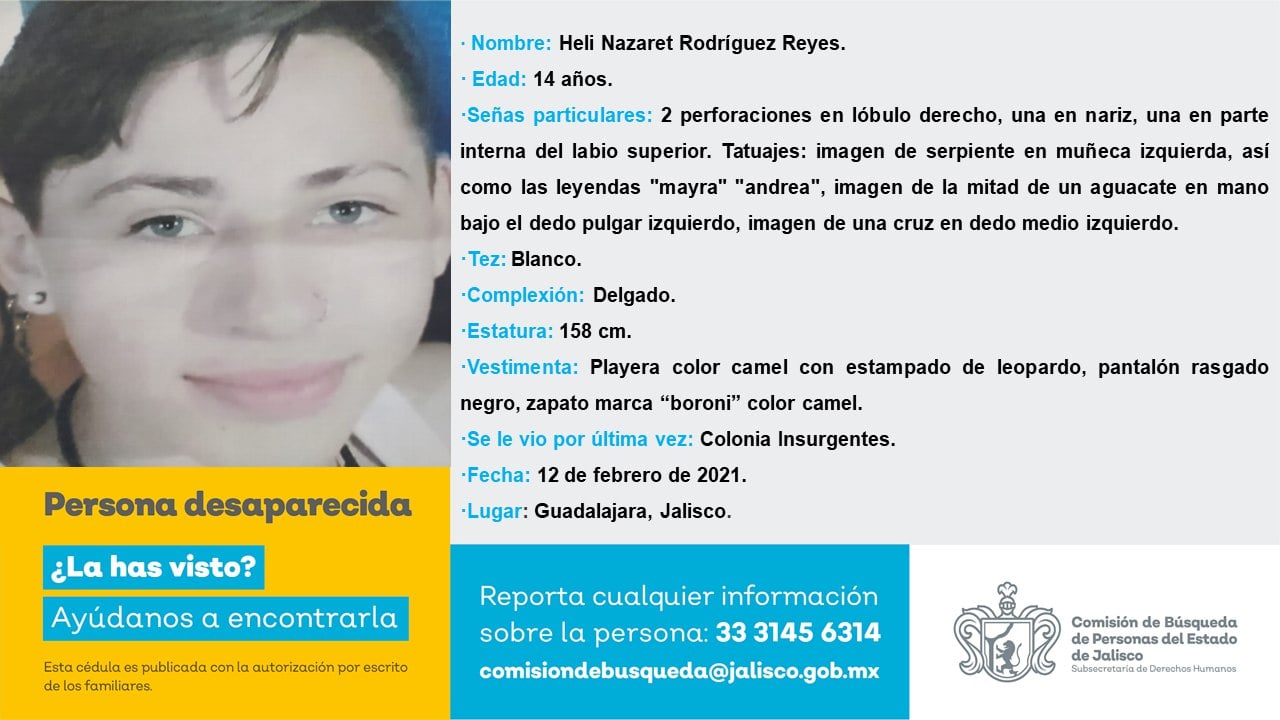 · Nombre: Heli Nazaret Rodríguez Reyes.
· Edad: 14 años.
·Señas particulares: 2 perforaciones en lóbulo derecho, una en nariz, una en parte
interna del labio superior. Tatuajes: imagen de serpiente en muñeca izquierda, así
como las leyendas "mayra" "andrea", imagen de la mitad de un aguacate en mano
bajo el dedo pulgar izquierdo, imagen de una cruz en dedo medio izquierdo.
·Tez: Blanco.
·Complexión: Delgado.
·Estatura: 158 cm.
·Vestimenta: Playera color camel con estampado de leopardo, pantalón rasgado
negro, zapato marca “boroni” color camel.
·Se le vio por última vez: Colonia Insurgentes.
·Fecha: 12 de febrero de 2021.
·Lugar: Guadalajara, Jalisco.
Persona desaparecida
¿La has visto?
Ayúdanos a encontrarla
Esta cédula es publicada con la autorización por escrito
de los familiares.
Reporta cualquier información
sobre la persona: 33 3145 6314
comisiondebusqueda@jalisco.gob.mx
Comisión de Búsqueda
de Personas del Estado
de Jalisco
Subsecretaría de Derechos Humanos